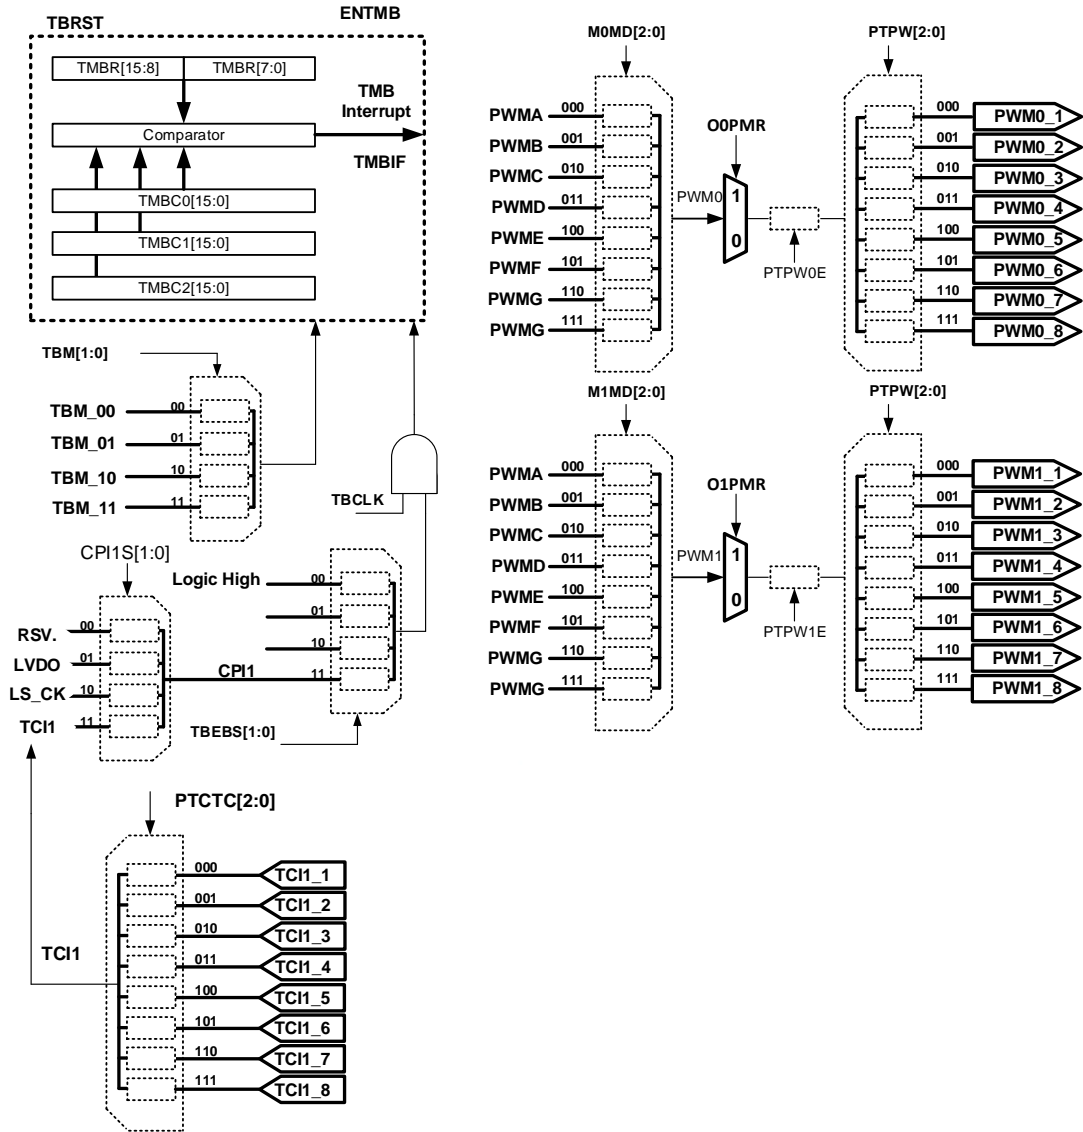 TBRST
ENTMB
TMBR[15:8]
TMBR[7:0]
TMB
Interrupt
Comparator
TMBIF
TMBC0[15:0]
TMBC1[15:0]
TMBC2[15:0]
TBM[1:0]
TBM_00
00
TBM_01
01
TBM_10
10
TBM_11
11
TBCLK
CPI1S[1:0]
Logic High
00
01
10
CPI1
11
RSV.
00
LVDO
01
LS_CK
10
TCI1
11
TBEBS[1:0]
PTCTC[2:0]
TCI1
000
TCI1_1
001
TCI1_2
010
TCI1_3
011
TCI1_4
100
TCI1_5
101
TCI1_6
110
TCI1_7
111
TCI1_8
M0MD[2:0]
PWMA
000
PWMB
001
PWMC
010
PWMD
011
PWME
100
PWMF
101
PWMG
110
PWMG
111
O0PMR
PWM0
1
0
PTPW0E
PTPW[2:0]
000
PWM0_1
001
PWM0_2
010
PWM0_3
011
PWM0_4
100
PWM0_5
101
PWM0_6
110
PWM0_7
111
PWM0_8
M1MD[2:0]
PWMA
000
PWMB
001
PWMC
010
PWMD
011
PWME
100
PWMF
101
PWMG
110
PWMG
111
O1PMR
PWM1
1
0
PTPW1E
PTPW[2:0]
000
PWM1_1
001
PWM1_2
010
PWM1_3
011
PWM1_4
100
PWM1_5
101
PWM1_6
110
PWM1_7
111
PWM1_8